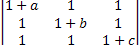 |1 + a 1 1|
|1 1 + b 1|
|1 1 1 + c|